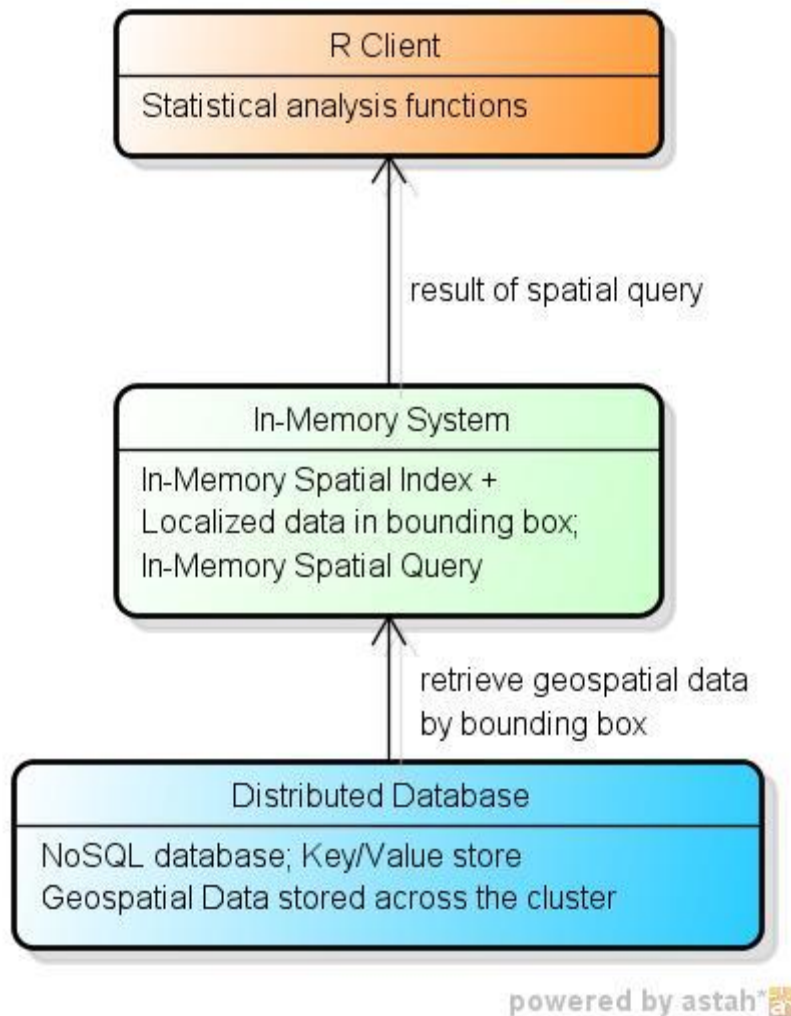 R Client
Statistical analysis functions
result of spatial query
In-Memory System
In-Memory Spatial Index +
Localized data in bounding box;
In-Memory Spatial Query
retrieve geospatial data
by bounding box
Distributed Database
NoSQL database; Key/Value store
Geospatial Data stored across the cluster
powered by astah*